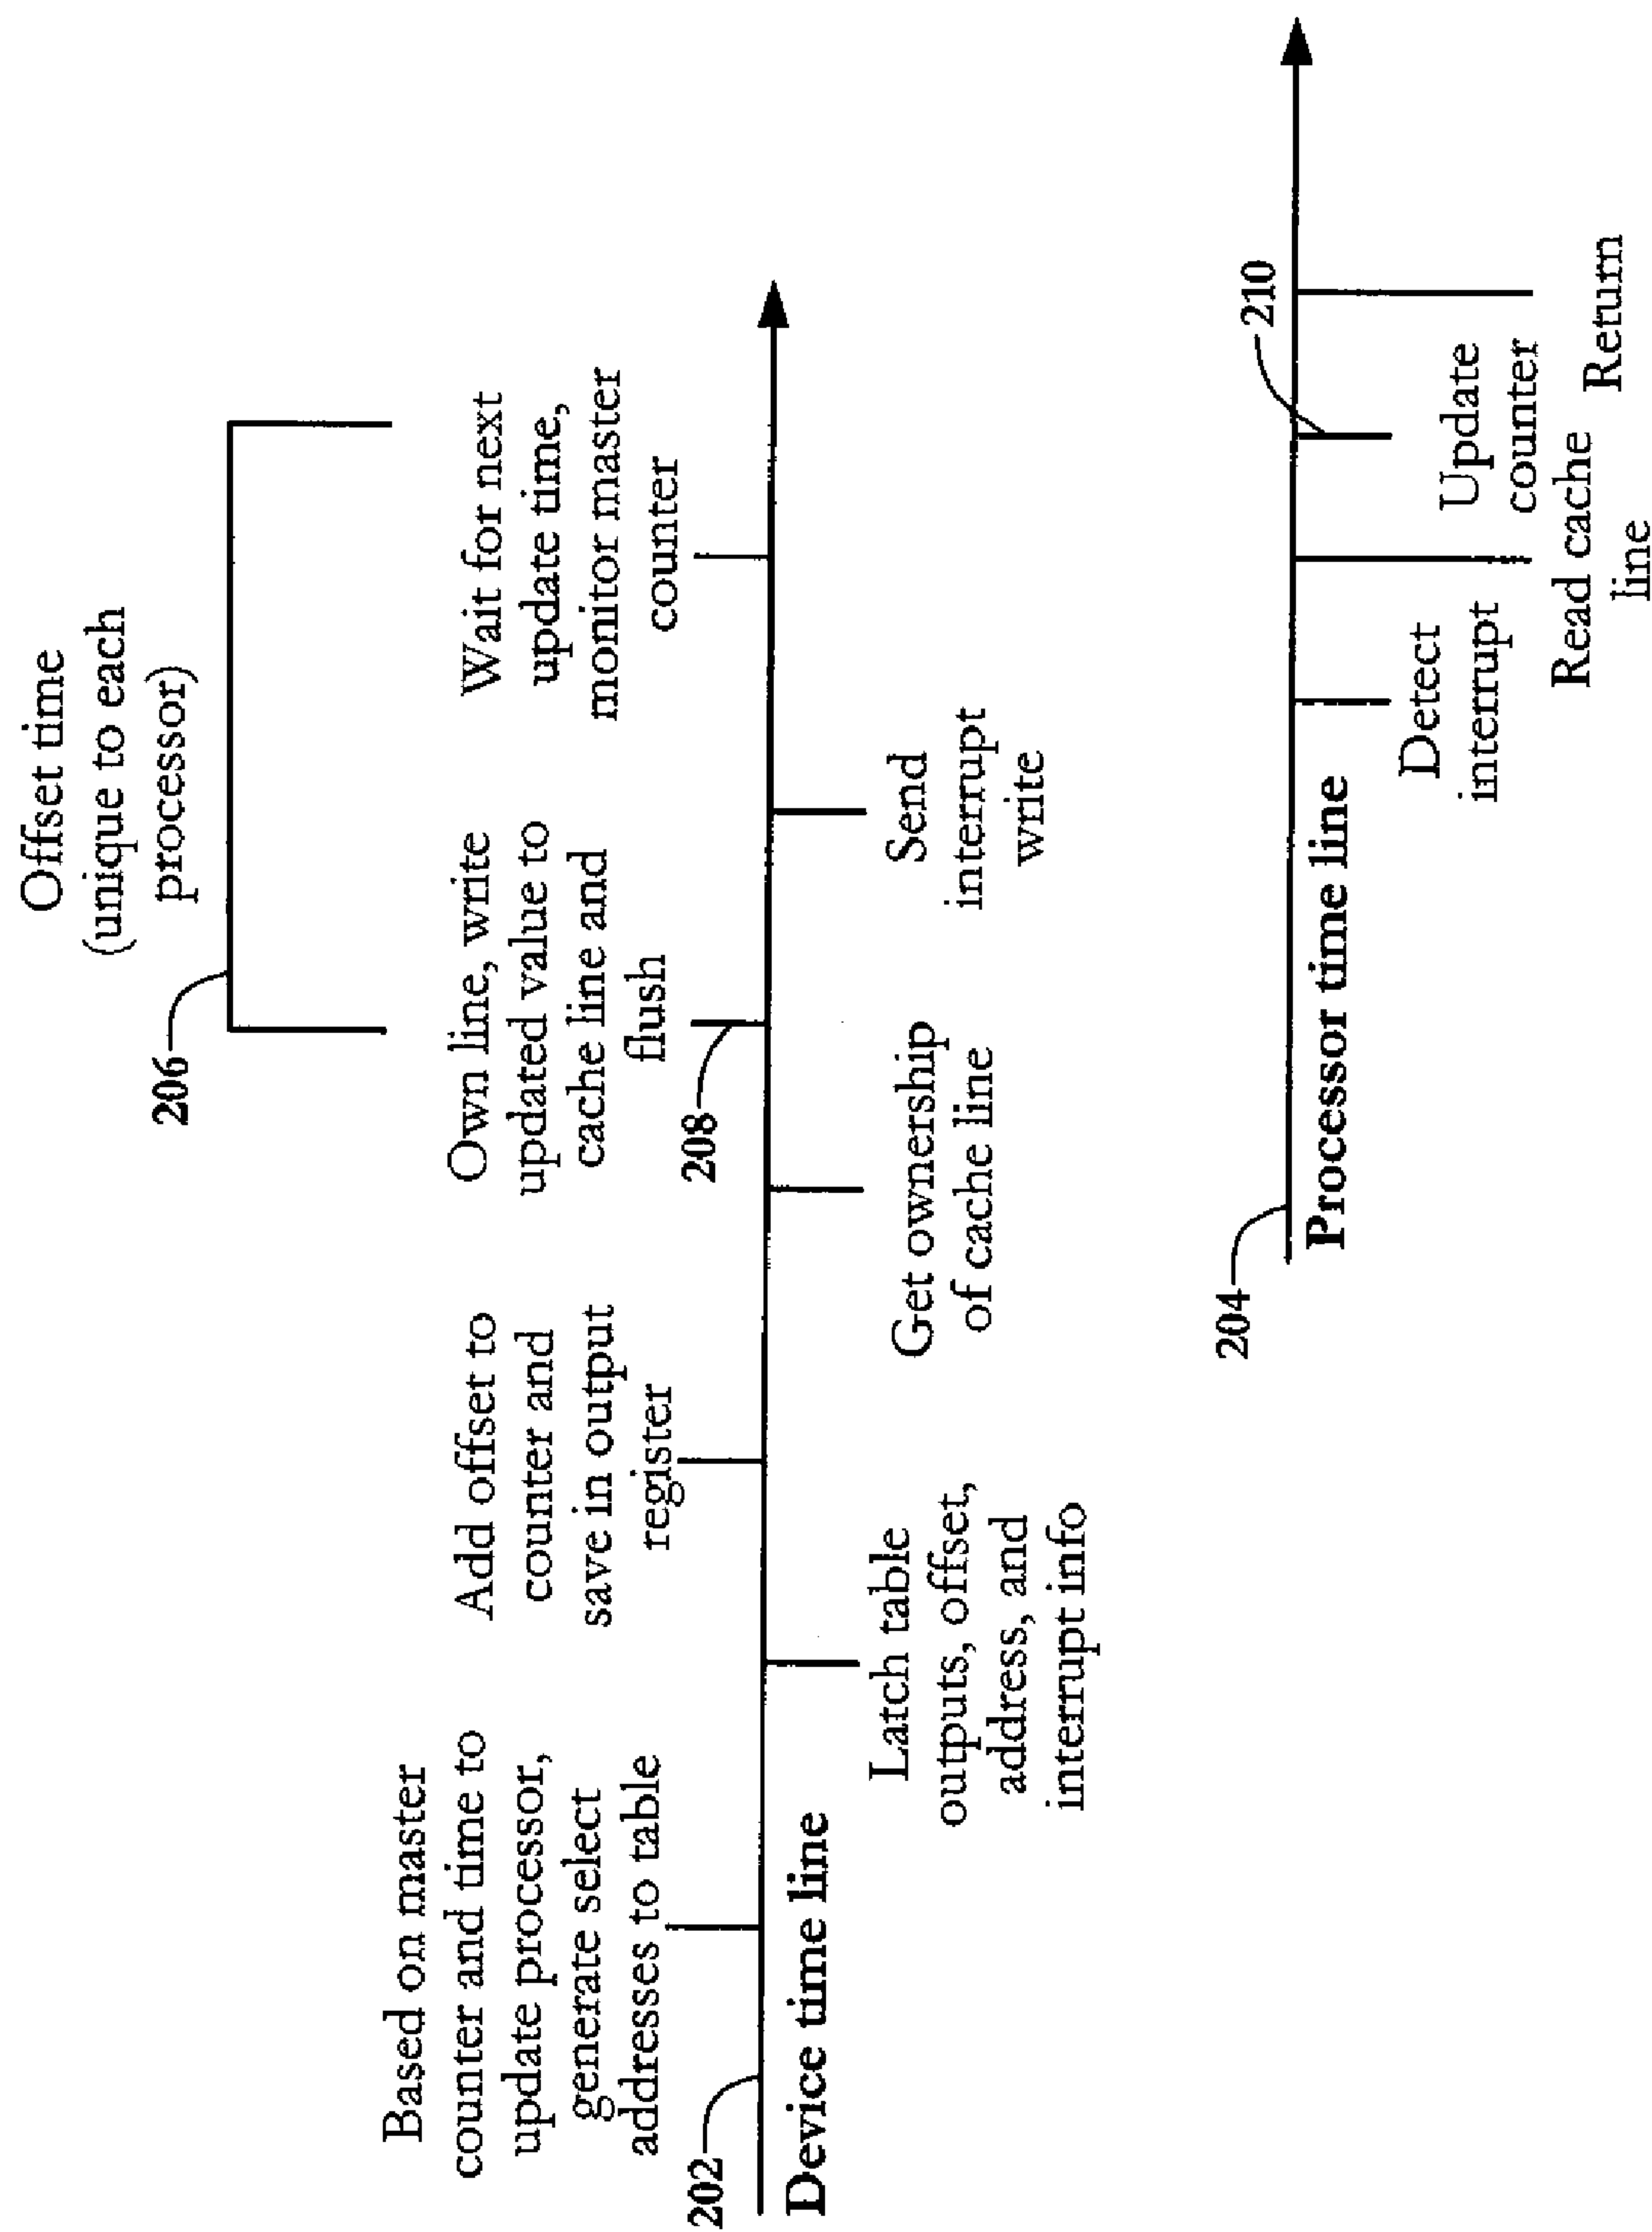 Offset time
(unique to each
processor)
206
Based on master
counter and time to
update processor,
generate select
addresses to table
Add offset to
counter and
save in output
register
Own line, write
updated value to
cache line and
flush
Wait for next
update time,
monitor master
counter
202
208
Device time line
Latch table
outputs, offset,
address, and
interrupt info
Get ownership
of cache line
Send
interrupt
write
204
210
Processor time line
Detect
interrupt
Read cache
line
Update
counter
Return